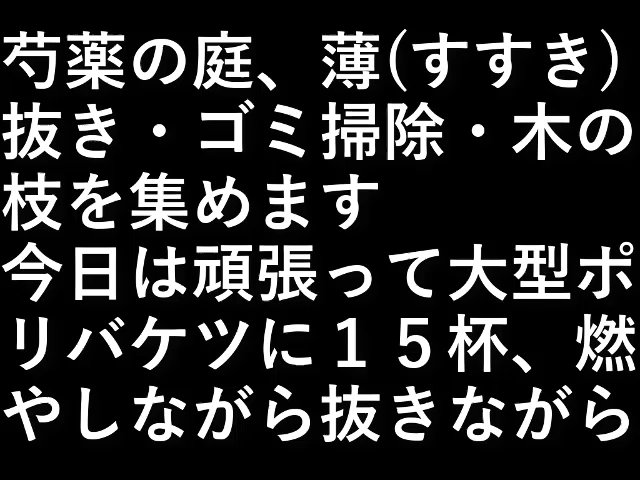 芍薬の庭、薄(すすき)
抜き・ゴミ掃除・木の
枝を集めます
今日は頑張って大型ポ
リバケツに１５杯、燃
やしながら抜きながら